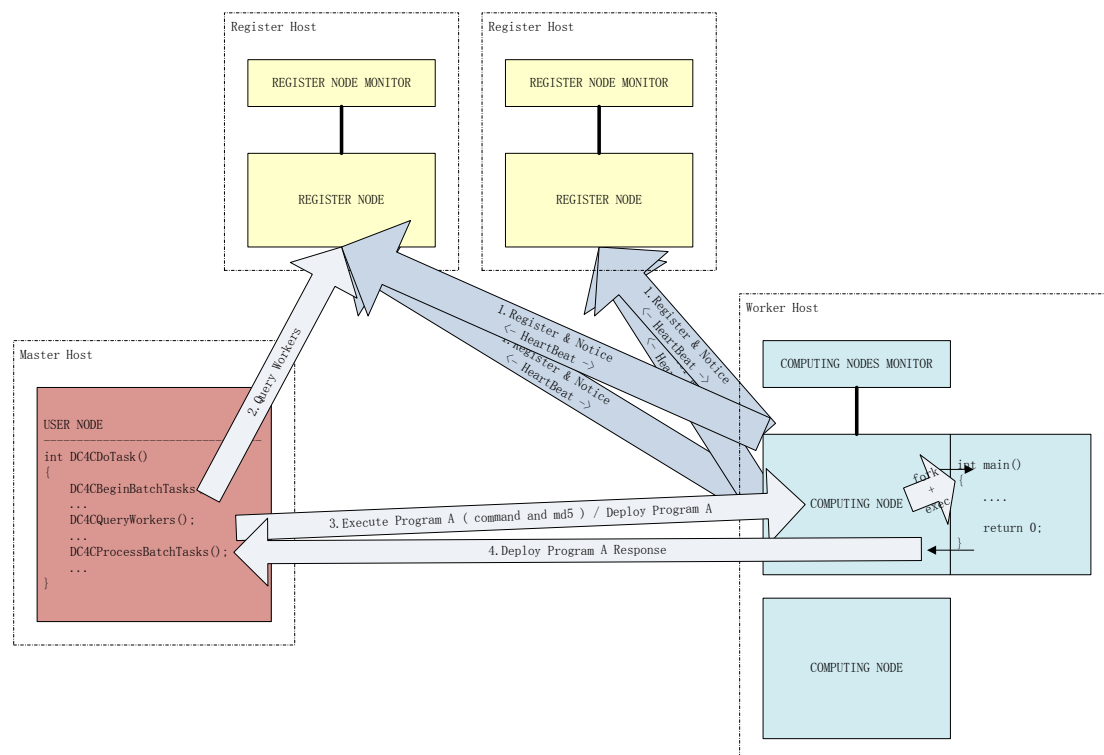 Register Host
REGISTER NODE MONITOR
REGISTER NODE
Register Host
REGISTER NODE MONITOR
REGISTER NODE
1.Register & Notice
<- HeartBeat ->
1.Register & Notice
<- HeartBeat ->
1.Register & Notice
<- HeartBeat ->
2.Query Workers
Master Host
USER NODE
int DC4CDoTask()
{
DC4CBeginBatchTasks
...
DC4CQueryWorkers();
...
DC4CProcessBatchTasks();
...
}
3.Execute Program A ( command and md5 ) / Deploy Program A
4.Deploy Program A Response
Worker Host
COMPUTING NODES MONITOR
COMPUTING NODE
fork
+
exec
int main()
{
....
return 0;
}
COMPUTING NODE